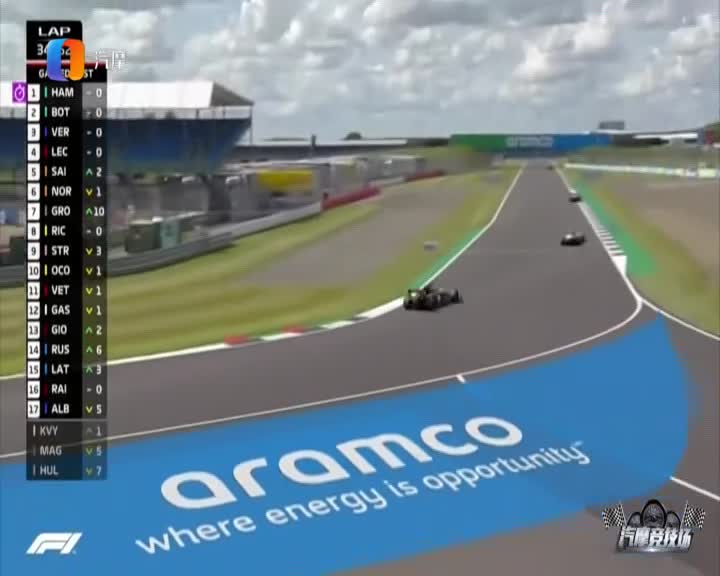 LAP
汽摩
1 HAM - 0
2 BOT - 0
3 VER - 0
4 LEC - 0
5 SAI ^ 2
6 NOR v 1
7 GRO ^ 10
8 RIC - 0
9 STR v 3
10 OCO v 1
11 VET v 1
12 GAS v 1
13 GIO ^ 2
14 RUS ^ 6
15 LAT ^ 3
16 RAI - 0
17 ALB v 5
KVY ^ 1
MAG v 5
HUL v 7
aramco
aramco
where energy is opportunity
F1
汽摩竞技场